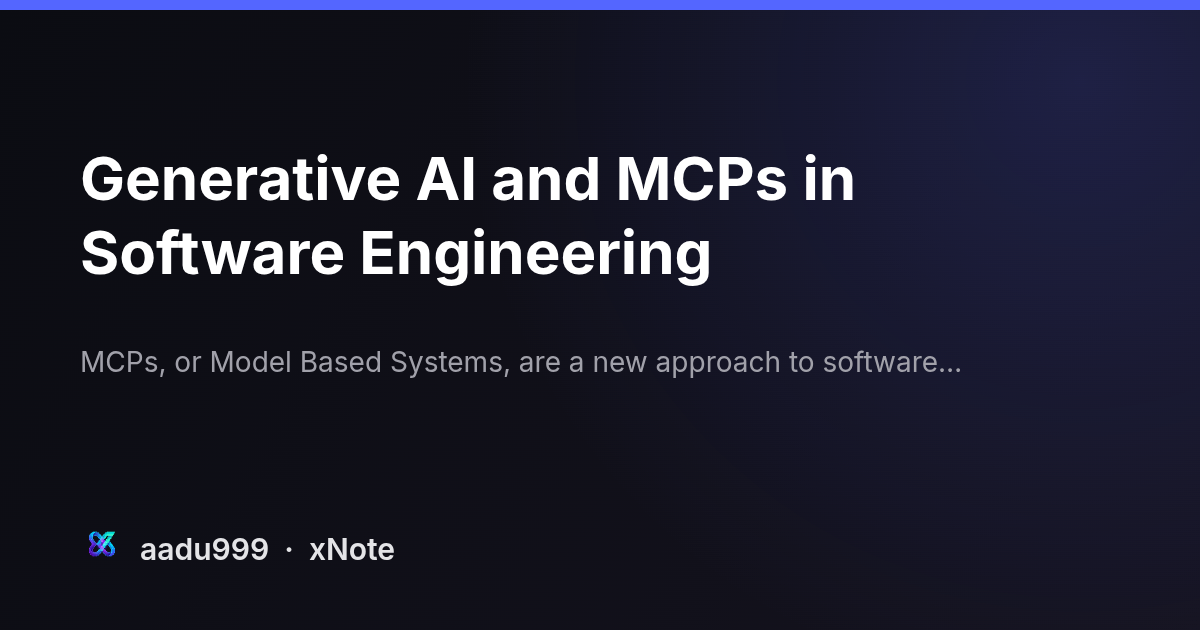 Generative AI and MCPs in
Software Engineering
MCPs, or Model Based Systems, are a new approach to software...
aadu999 · xNote